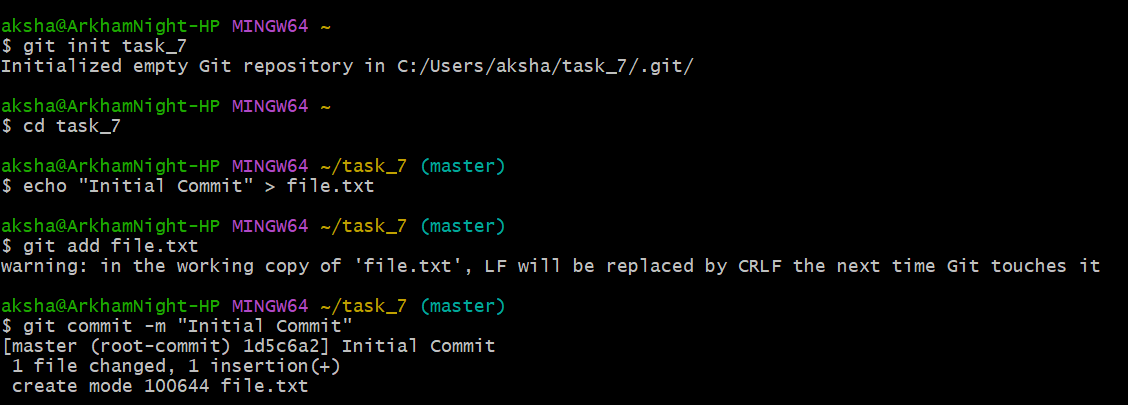 aksha@ArkhamNight-HP MINGW64 ~
$ git init task_7
Initialized empty Git repository in C:/Users/aksha/task_7/.git/
aksha@ArkhamNight-HP MINGW64 ~
$ cd task_7
aksha@ArkhamNight-HP MINGW64 ~/task_7 (master)
$ echo "Initial Commit" > file.txt
aksha@ArkhamNight-HP MINGW64 ~/task_7 (master)
$ git add file.txt
warning: in the working copy of 'file.txt', LF will be replaced by CRLF the next time Git touches it
aksha@ArkhamNight-HP MINGW64 ~/task_7 (master)
$ git commit -m "Initial Commit"
[master (root-commit) 1d5c6a2] Initial Commit
 1 file changed, 1 insertion(+)
 create mode 100644 file.txt